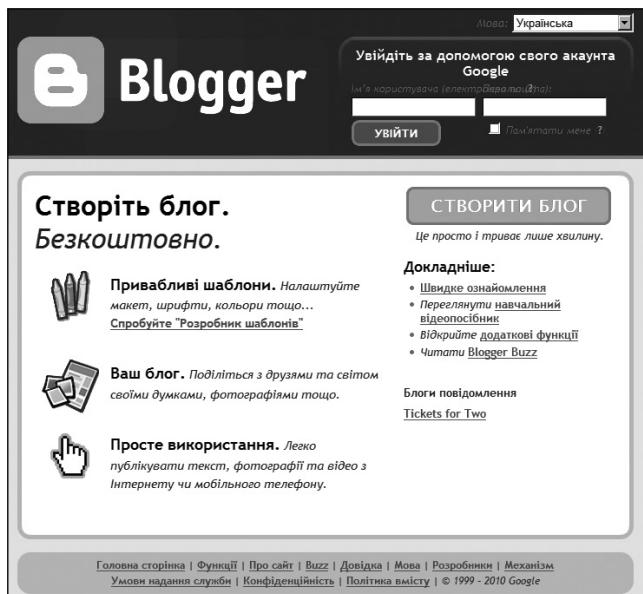 Мова: Українська
Blogger
Увійдіть за допомогою свого акаунта
Google
Ім'я користувача (електронна пошта):
УВІЙТИ
Пам'ятати мене ?
Створіть блог.
Безкоштовно.
Привабливі шаблони. Налаштуйте
макет, шрифти, кольори тощо...
Спробуйте "Розробник шаблонів"
Ваш блог. Поділіться з друзями та світом
своїми думками, фотографіями тощо.
Просте використання. Легко
публікувати текст, фотографії та відео з
Інтернету чи мобільного телефону.
СТВОРИТИ БЛОГ
Це просто і триває лише хвилину.
Докладніше:
• Швидке ознайомлення
• Переглянути навчальний
відеопосібник
• Відкрийте додаткові функції
• Читати Blogger Buzz
Блоги повідомлення
Tickets for Two
Головна сторінка | Функції | Про сайт | Buzz | Довідка | Мова | Розробники | Механізм
Умови надання служби | Конфіденційність | Політика вмісту | © 1999 - 2010 Google